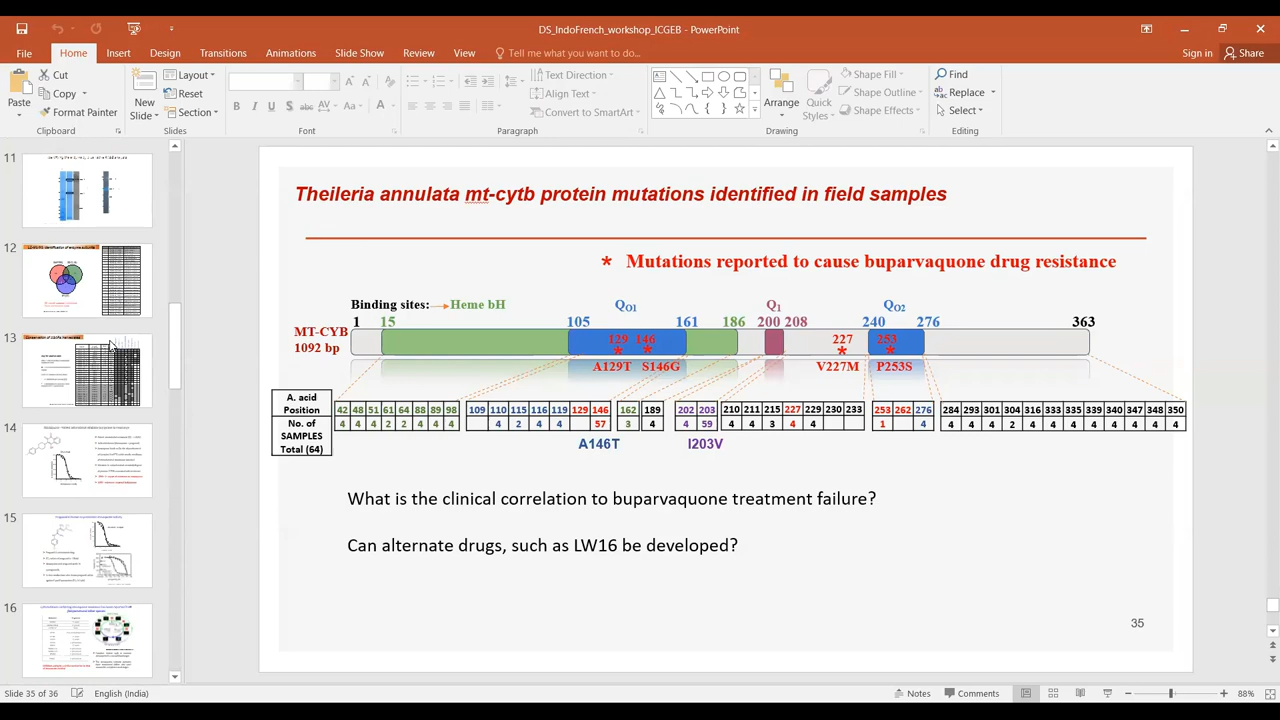 DS_IndoFrench_workshop_ICGEB - PowerPoint
File Home Insert Design Transitions Animations Slide Show Review View Tell me what you want to do... Sign in Share
Paste
Cut
Copy
Format Painter
New Slide
Layout
Reset
Section
Text Direction
Align Text
Convert to SmartArt
Arrange
Quick Styles
Shape Fill
Shape Outline
Shape Effects
Find
Replace
Select
Clipboard Slides Font Paragraph Drawing Editing
11
12
13
14
15
16
Theileria annulata mt-cytb protein mutations identified in field samples
* Mutations reported to cause buparvaquone drug resistance
Binding sites: Heme bH QO1 Q1 QO2
1 15 105 161 186 200 208 240 276 363
MT-CYB
1092 bp
129 146 227 253
* * * *
A129T S146G V227M P253S
A. acid Position 42 48 51 61 64 88 89 98 109 110 115 116 119 129 146 162 189 202 203 210 211 215 227 229 230 233 253 262 276 284 293 301 304 316 333 335 339 340 347 348 350
No. of SAMPLES Total (64) 4 4 4 2 2 4 4 4 4 2 4 4 57 3 4 4 59 4 4 3 4 1 4 4 4 4 2 4 4 4 4 4 4 4 4
A146T I203V
What is the clinical correlation to buparvaquone treatment failure?
Can alternate drugs, such as LW16 be developed?
35
Slide 35 of 36 English (India) Notes Comments 88%